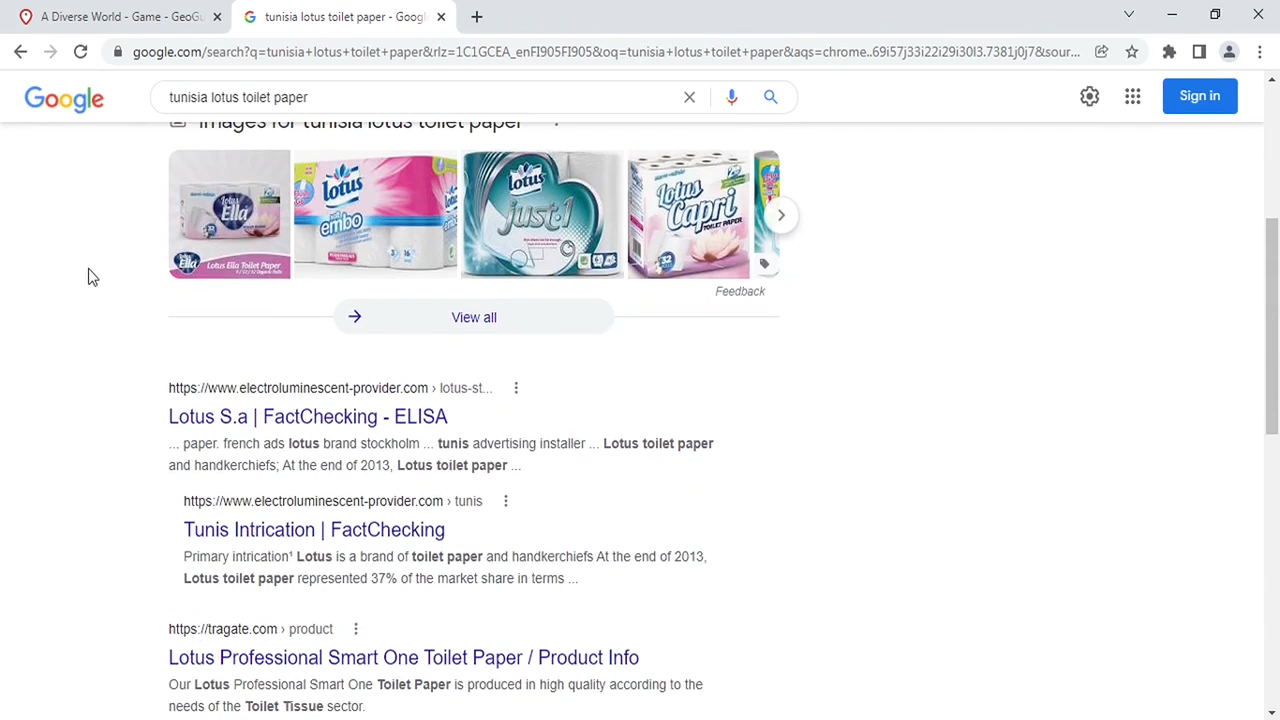 A Diverse World - Game - GeoGu
tunisia lotus toilet paper - Google
google.com/search?q=tunisia+lotus+toilet+paper&rlz=1C1GCEA_enFI905FI905&oq=tunisia+lotus+toilet+paper&aqs=chrome..69i57j33i22i29i30l3.7381j0j7&sour...
Google
tunisia lotus toilet paper
Sign in
Images for tunisia lotus toilet paper
Lotus Ella
32
Ella Lotus Ella Toilet Paper
lotus
embo
lotus
just·1
Lotus
Capri
TOILET PAPER
32
Feedback
View all
https://www.electroluminescent-provider.com › lotus-st...
Lotus S.a | FactChecking - ELISA
... paper. french ads lotus brand stockholm ... tunis advertising installer ... Lotus toilet paper
and handkerchiefs; At the end of 2013, Lotus toilet paper ...
https://www.electroluminescent-provider.com › tunis
Tunis Intrication | FactChecking
Primary intrication¹ Lotus is a brand of toilet paper and handkerchiefs At the end of 2013,
Lotus toilet paper represented 37% of the market share in terms ...
https://tragate.com › product
Lotus Professional Smart One Toilet Paper / Product Info
Our Lotus Professional Smart One Toilet Paper is produced in high quality according to the
needs of the Toilet Tissue sector.